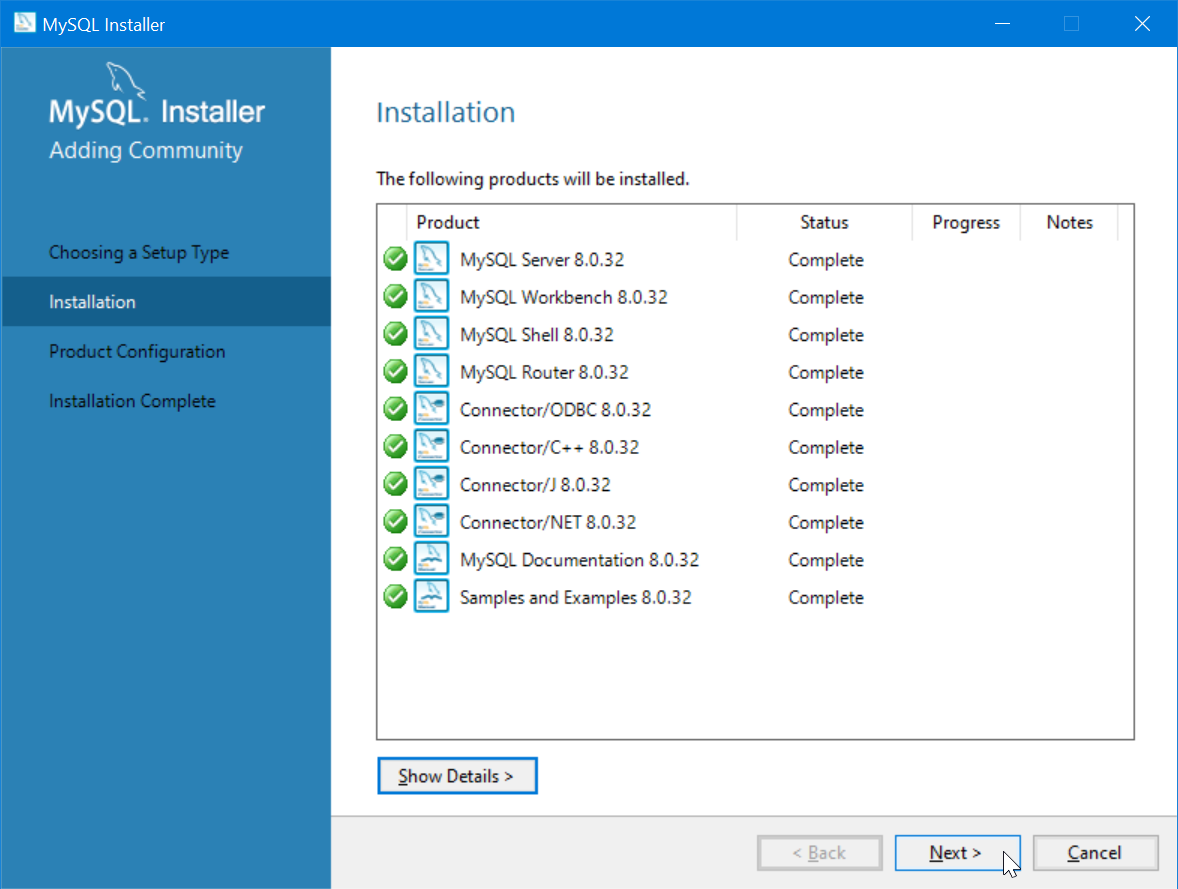 MySQL Installer
MySQL. Installer
Adding Community
Choosing a Setup Type
Installation
Product Configuration
Installation Complete
Installation
The following products will be installed.
Product Status Progress Notes
MySQL Server 8.0.32 Complete
MySQL Workbench 8.0.32 Complete
MySQL Shell 8.0.32 Complete
MySQL Router 8.0.32 Complete
Connector/ODBC 8.0.32 Complete
Connector/C++ 8.0.32 Complete
Connector/J 8.0.32 Complete
Connector/NET 8.0.32 Complete
MySQL Documentation 8.0.32 Complete
Samples and Examples 8.0.32 Complete
Show Details >
< Back Next > Cancel